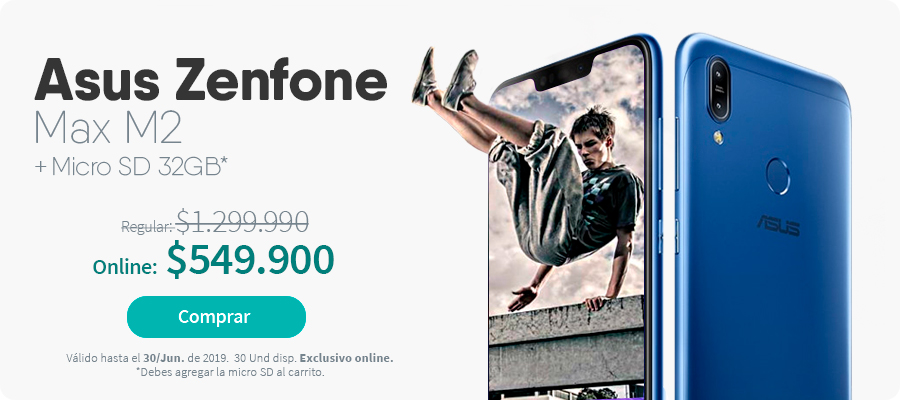 Asus Zenfone
Max M2
+ Micro SD 32GB*
Regular: $1.299.990
Online: $549.900
Comprar
Válido hasta el 30/Jun. de 2019. 30 Und disp. Exclusivo online.
*Debes agregar la micro SD al carrito.
ASUS